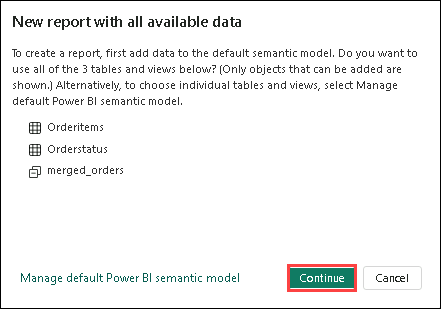 New report with all available data
To create a report, first add data to the default semantic model. Do you want to
use all of the 3 tables and views below? (Only objects that can be added are
shown.) Alternatively, to choose individual tables and views, select Manage
default Power BI semantic model.
Orderitems
Orderstatus
merged_orders
Manage default Power BI semantic model Continue Cancel